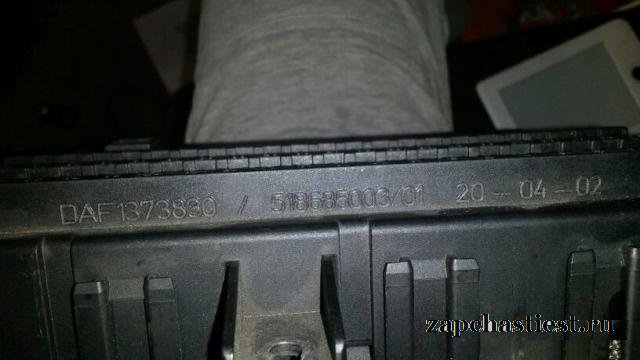 DAF1373830 / 518685003/01 20-04-02
zapchastiest.ru